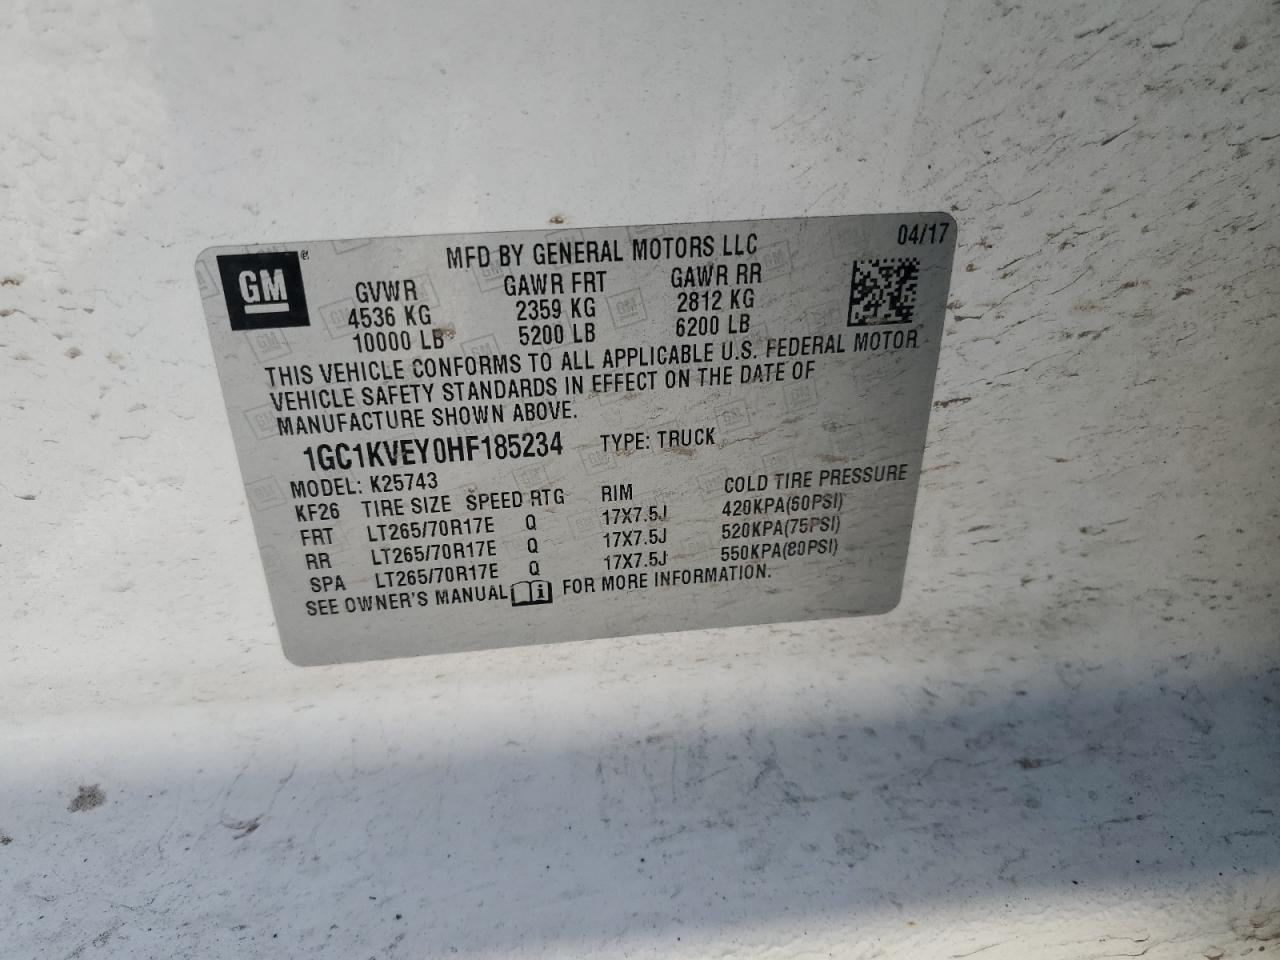 GM
MFD BY GENERAL MOTORS LLC 04/17
GVWR GAWR FRT GAWR RR
4536 KG 2359 KG 2812 KG
10000 LB 5200 LB 6200 LB
THIS VEHICLE CONFORMS TO ALL APPLICABLE U.S. FEDERAL MOTOR
VEHICLE SAFETY STANDARDS IN EFFECT ON THE DATE OF
MANUFACTURE SHOWN ABOVE.
1GC1KVEY0HF185234 TYPE: TRUCK
MODEL: K25743
KF26 TIRE SIZE SPEED RTG RIM COLD TIRE PRESSURE
FRT LT265/70R17E Q 17X7.5J 420KPA(60PSI)
RR LT265/70R17E Q 17X7.5J 520KPA(75PSI)
SPA LT265/70R17E Q 17X7.5J 550KPA(80PSI)
SEE OWNER'S MANUAL i FOR MORE INFORMATION.